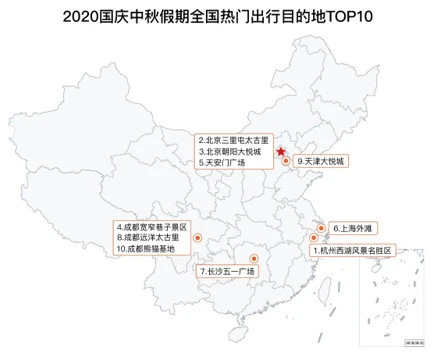 2020国庆中秋假期全国热门出行目的地TOP10
2.北京三里屯太古里
3.北京朝阳大悦城
5.天安门广场
9.天津大悦城
4.成都宽窄巷子景区
8.成都远洋太古里
10.成都熊猫基地
6.上海外滩
1.杭州西湖风景名胜区
7.长沙五一广场
南海诸岛